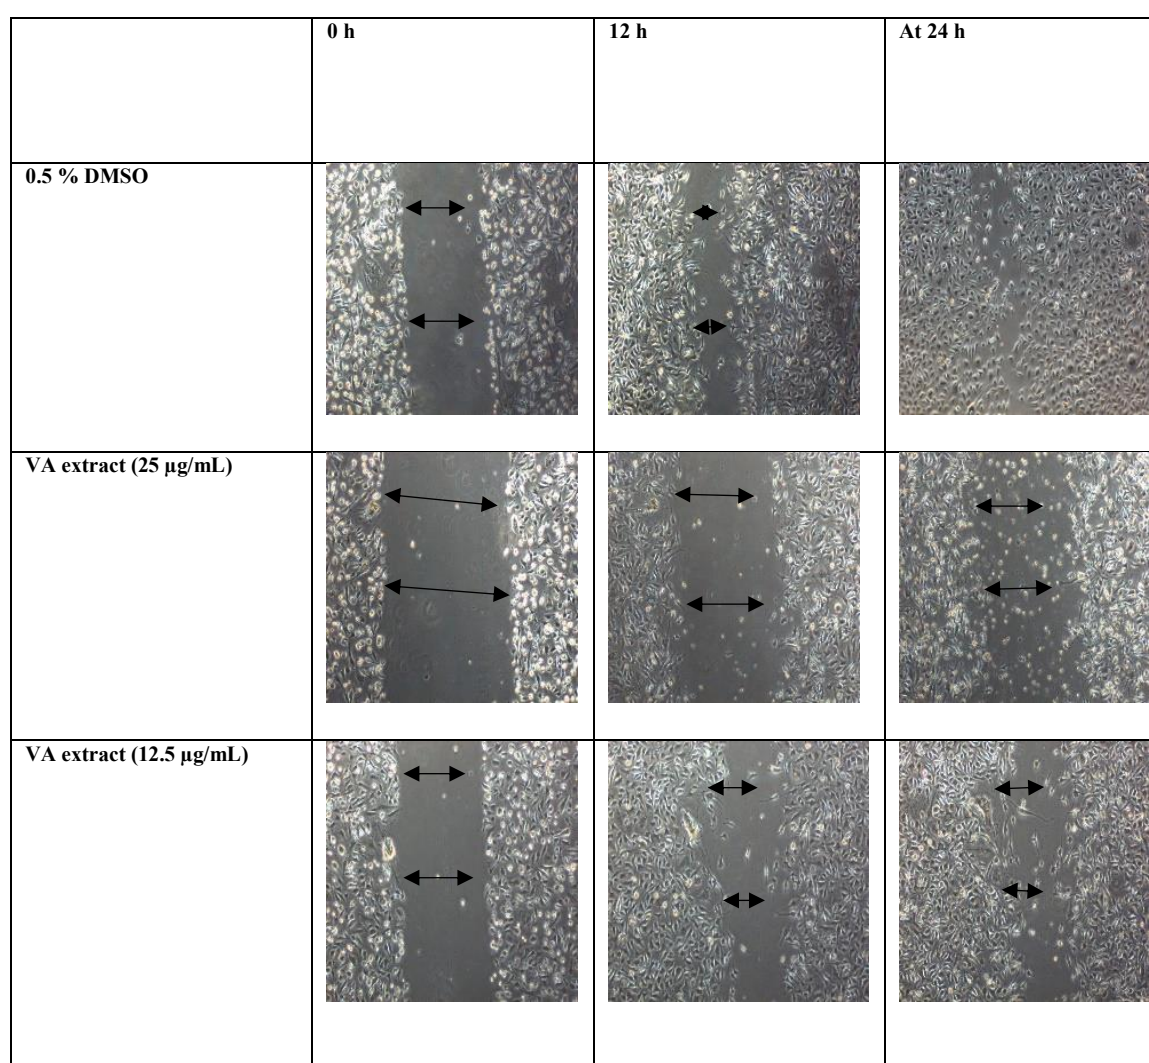 0 h 12 h At 24 h
0.5 % DMSO
VA extract (25 µg/mL)
VA extract (12.5 µg/mL)